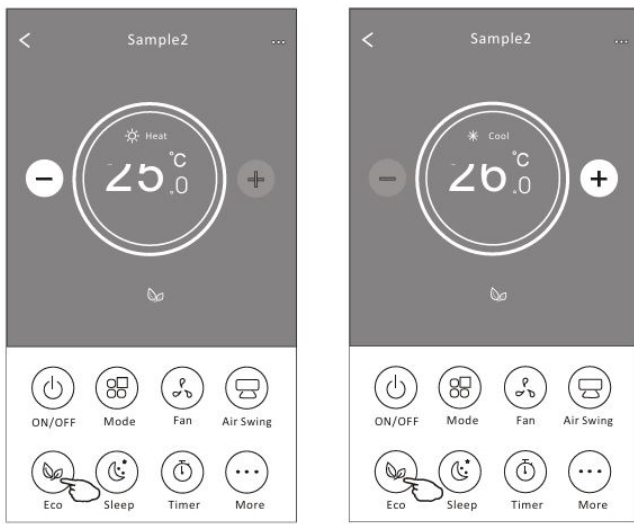 Sample2
...
Heat
25.0 °C
ON/OFF
Mode
Fan
Air Swing
Eco
Sleep
Timer
More
Sample2
...
Cool
26.0 °C
ON/OFF
Mode
Fan
Air Swing
Eco
Sleep
Timer
More